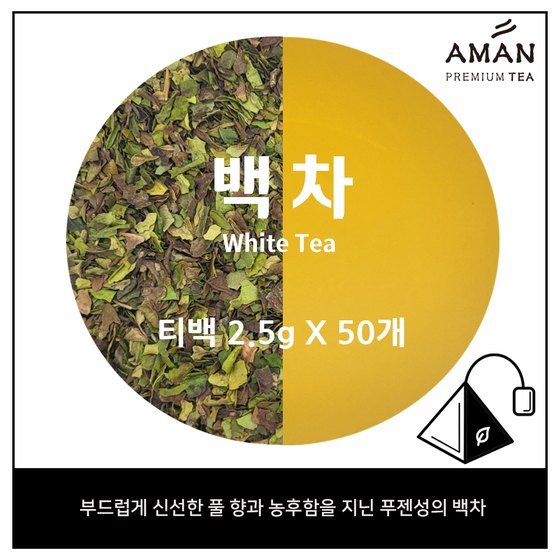 AMAN
PREMIUM TEA
백차
White Tea
티백 2.5g X 50개
부드럽게 신선한 풀 향과 농후함을 지닌 푸젠성의 백차